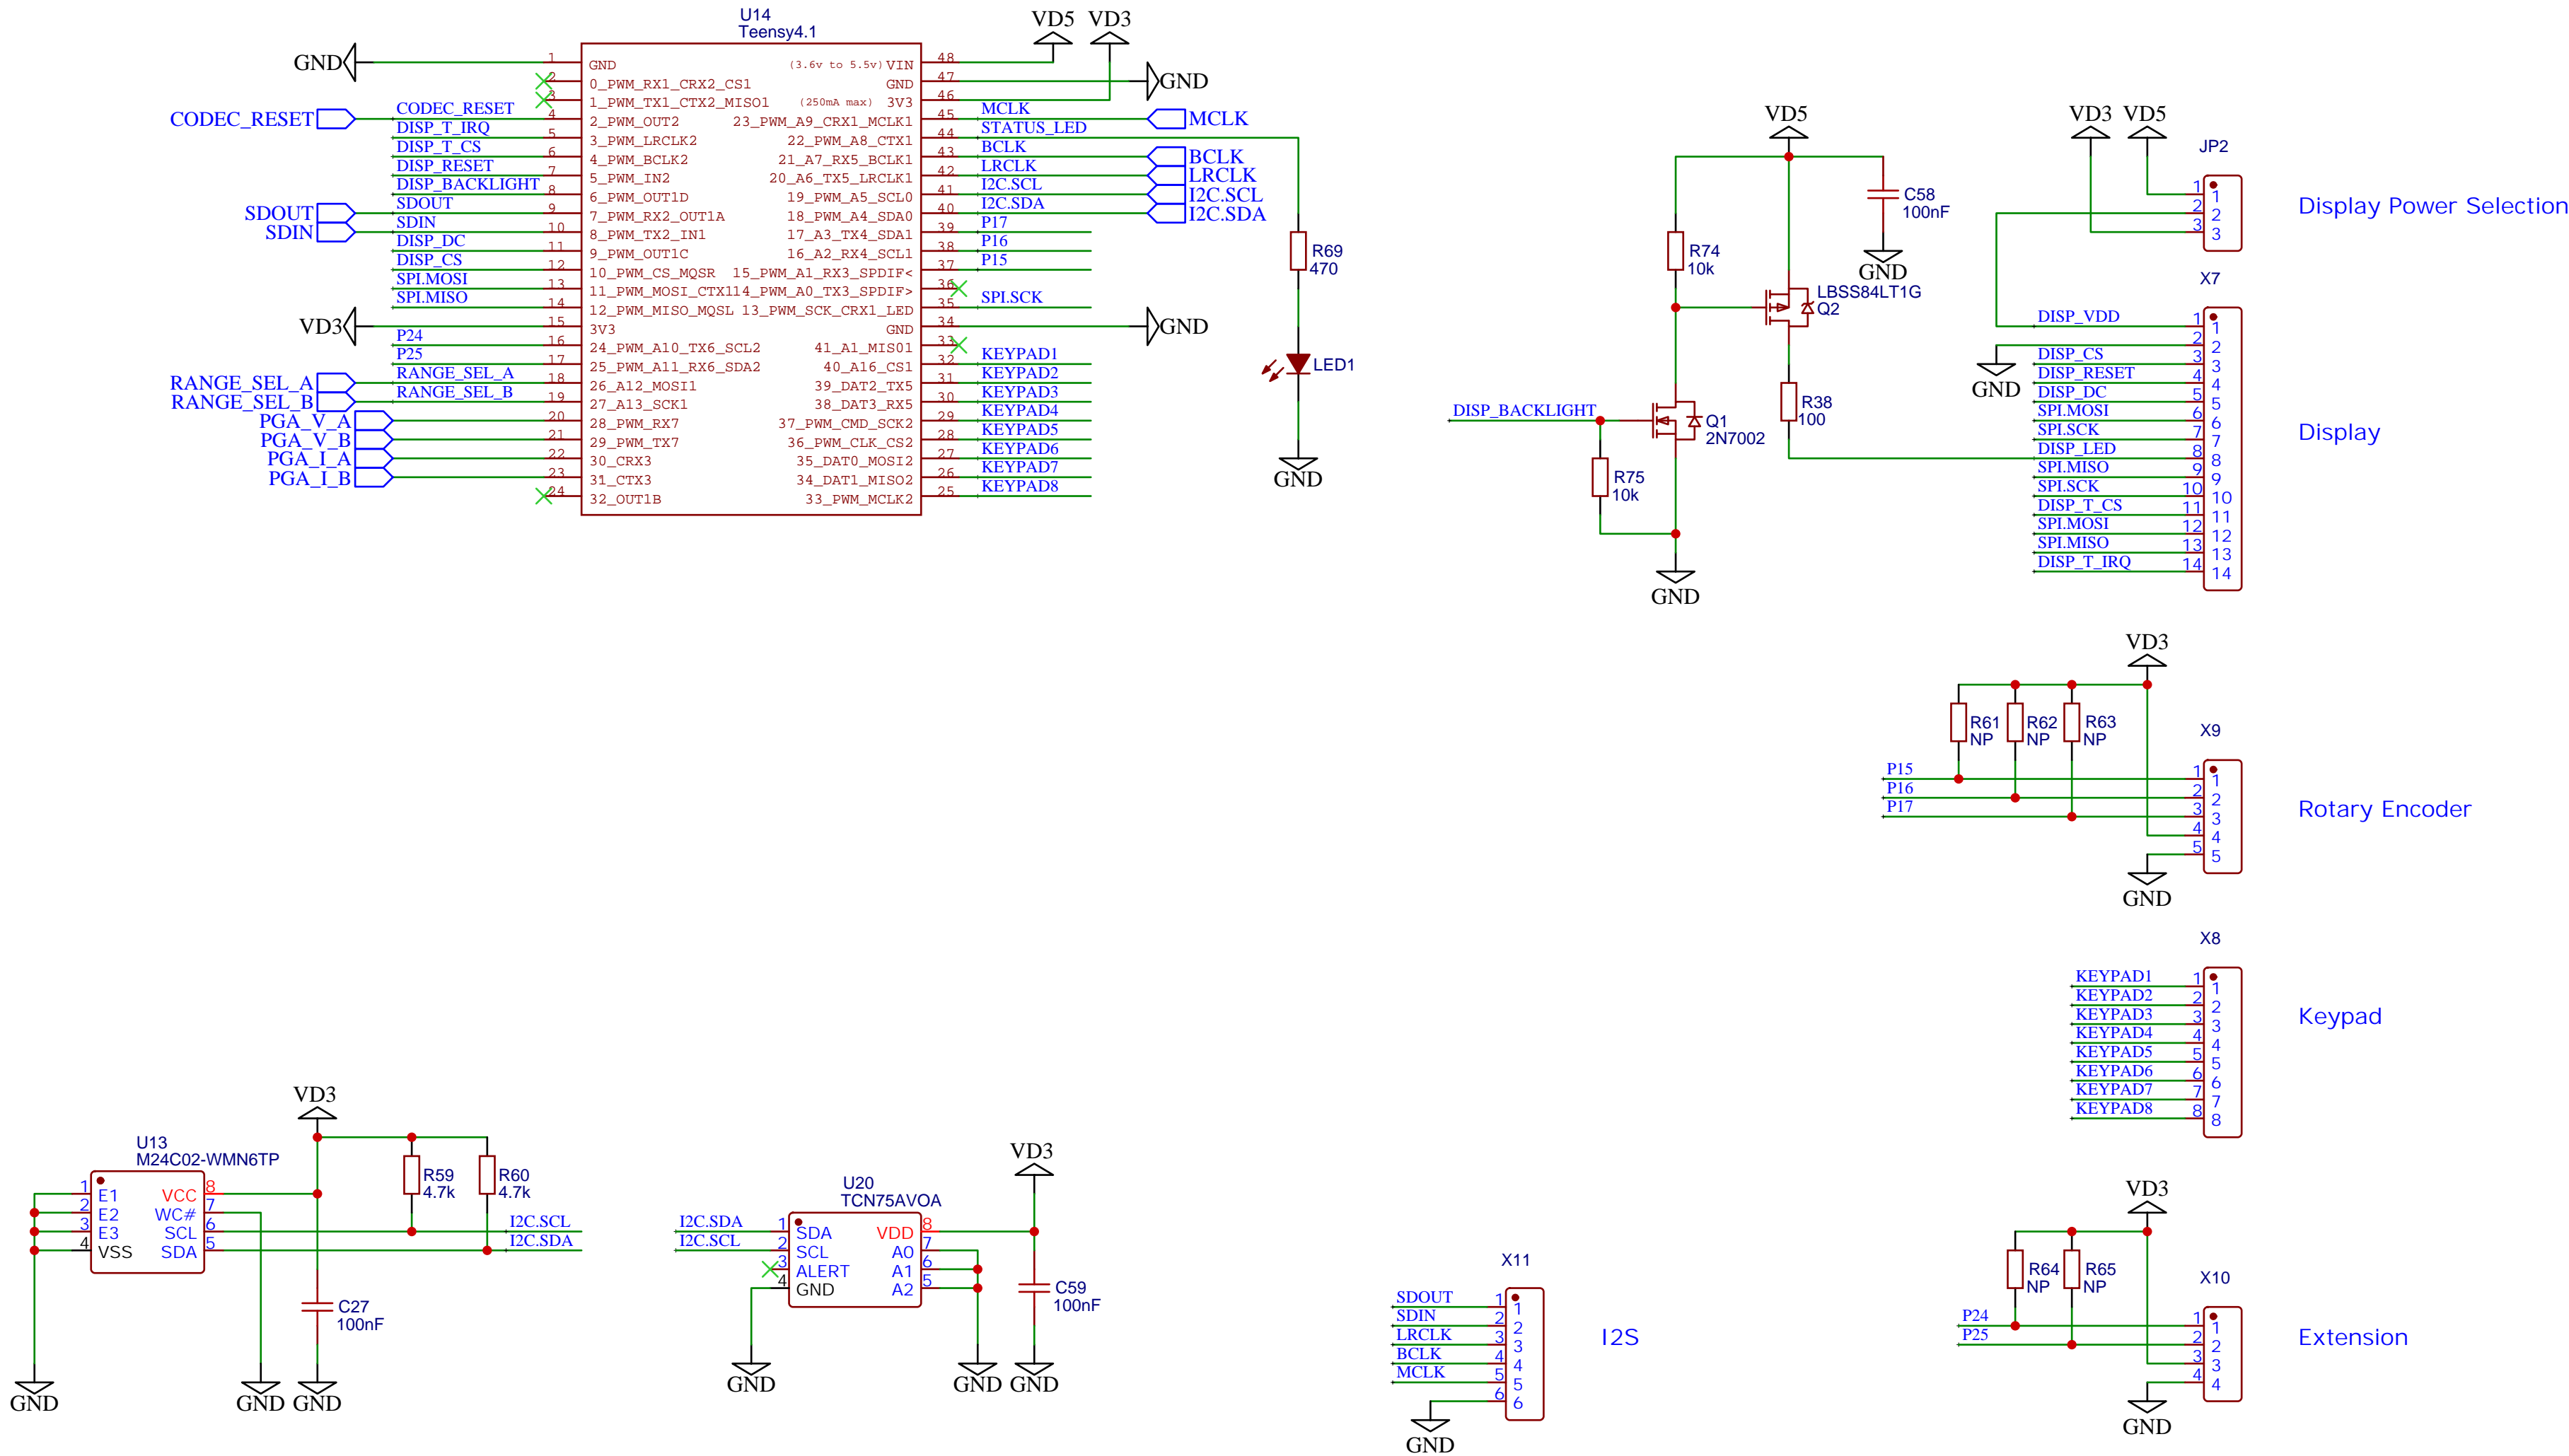 U14
Teensy4.1
VD5 VD3
GND 1 GND (3.6v to 5.5v) VIN 48
2 0_PWM_RX1_CRX2_CS1 GND 47 GND
3 1_PWM_TX1_CTX2_MISO1 (250mA max) 3V3 46
CODEC_RESET CODEC_RESET 4 2_PWM_OUT2 23_PWM_A9_CRX1_MCLK1 45 MCLK MCLK
DISP_T_IRQ 5 3_PWM_LRCLK2 22_PWM_A8_CTX1 44 STATUS_LED
DISP_T_CS 6 4_PWM_BCLK2 21_A7_RX5_BCLK1 43 BCLK BCLK
DISP_RESET 7 5_PWM_IN2 20_A6_TX5_LRCLK1 42 LRCLK LRCLK
DISP_BACKLIGHT 8 6_PWM_OUT1D 19_PWM_A5_SCL0 41 I2C.SCL I2C.SCL
SDOUT SDOUT 9 7_PWM_RX2_OUT1A 18_PWM_A4_SDA0 40 I2C.SDA I2C.SDA
SDIN SDIN 10 8_PWM_TX2_IN1 17_A3_TX4_SDA1 39 P17
DISP_DC 11 9_PWM_OUT1C 16_A2_RX4_SCL1 38 P16
DISP_CS 12 10_PWM_CS_MQSR 15_PWM_A1_RX3_SPDIF< 37 P15
SPI.MOSI 13 11_PWM_MOSI_CTX114_PWM_A0_TX3_SPDIF> 36
SPI.MISO 14 12_PWM_MISO_MQSL 13_PWM_SCK_CRX1_LED 35 SPI.SCK
VD3 15 3V3 GND 34 GND
P24 16 24_PWM_A10_TX6_SCL2 41_A1_MISO1 33
P25 17 25_PWM_A11_RX6_SDA2 40_A16_CS1 32 KEYPAD1
RANGE_SEL_A RANGE_SEL_A 18 26_A12_MOSI1 39_DAT2_TX5 31 KEYPAD2
RANGE_SEL_B RANGE_SEL_B 19 27_A13_SCK1 38_DAT3_RX5 30 KEYPAD3
PGA_V_A 20 28_PWM_RX7 37_PWM_CMD_SCK2 29 KEYPAD4
PGA_V_B 21 29_PWM_TX7 36_PWM_CLK_CS2 28 KEYPAD5
PGA_I_A 22 30_CRX3 35_DAT0_MOSI2 27 KEYPAD6
PGA_I_B 23 31_CTX3 34_DAT1_MISO2 26 KEYPAD7
24 32_OUT1B 33_PWM_MCLK2 25 KEYPAD8
R69
470
LED1
GND
VD5
C58
100nF
GND
R74
10k
LBSS84LT1G
Q2
R38
100
DISP_BACKLIGHT
Q1
2N7002
R75
10k
GND
VD3 VD5
JP2
1 1
2 2
3 3
Display Power Selection
X7
DISP_VDD 1 1
2 2
GND
DISP_CS 3 3
DISP_RESET 4 4
DISP_DC 5 5
SPI.MOSI 6 6
SPI.SCK 7 7
DISP_LED 8 8
SPI.MISO 9 9
SPI.SCK 10 10
DISP_T_CS 11 11
SPI.MOSI 12 12
SPI.MISO 13 13
DISP_T_IRQ 14 14
Display
VD3
R61
NP
R62
NP
R63
NP
X9
P15 1 1
P16 2 2
P17 3 3
4 4
5 5
GND
Rotary Encoder
X8
KEYPAD1 1 1
KEYPAD2 2 2
KEYPAD3 3 3
KEYPAD4 4 4
KEYPAD5 5 5
KEYPAD6 6 6
KEYPAD7 7 7
KEYPAD8 8 8
Keypad
VD3
U13
M24C02-WMN6TP
1 E1 VCC 8
2 E2 WC# 7
3 E3 SCL 6
4 VSS SDA 5
R59
4.7k
R60
4.7k
I2C.SCL
I2C.SDA
C27
100nF
GND GND GND
VD3
U20
TCN75AVOA
I2C.SDA 1 SDA VDD 8
I2C.SCL 2 SCL A0 7
3 ALERT A1 6
4 GND A2 5
C59
100nF
GND GND GND
X11
SDOUT 1 1
SDIN 2 2
LRCLK 3 3
BCLK 4 4
MCLK 5 5
6 6
GND
I2S
VD3
R64
NP
R65
NP
X10
P24 1 1
P25 2 2
3 3
4 4
GND
Extension